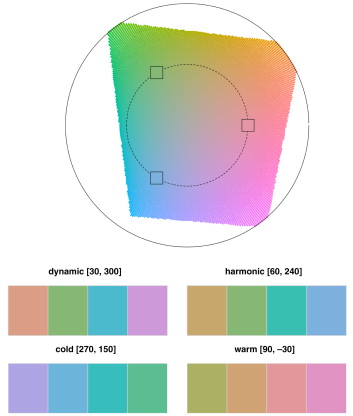 dynamic [30, 300]
harmonic [60, 240]
cold [270, 150]
warm [90, –30]